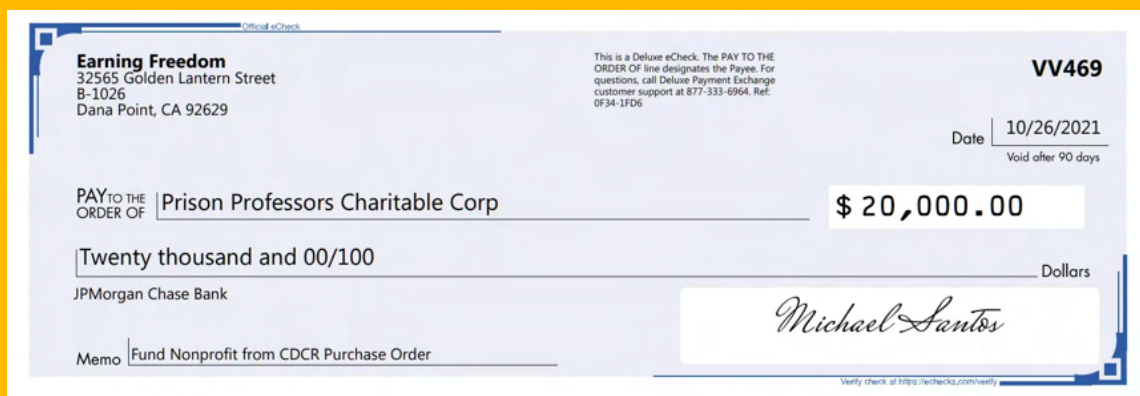 Official eCheck
Earning Freedom
32565 Golden Lantern Street
B-1026
Dana Point, CA 92629
This is a Deluxe eCheck. The PAY TO THE
ORDER OF line designates the Payee. For
questions, call Deluxe Payment Exchange
customer support at 877-333-6964. Ref:
0F34-1FD6
VV469
Date 10/26/2021
Void after 90 days
PAY TO THE ORDER OF Prison Professors Charitable Corp
$ 20,000.00
Twenty thousand and 00/100
Dollars
JPMorgan Chase Bank
Michael Santos
Memo Fund Nonprofit from CDCR Purchase Order
Verify check at https://echecks.com/verify